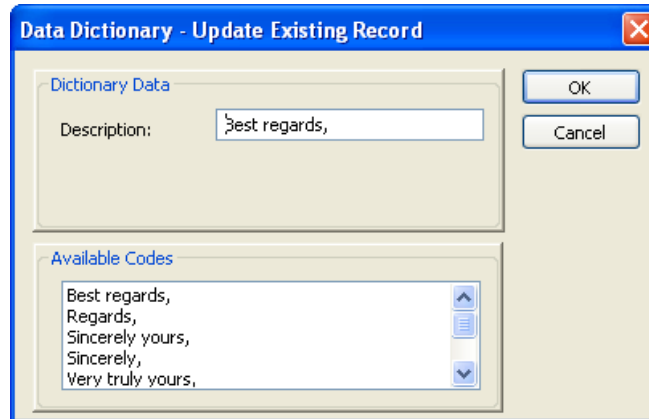 Data Dictionary - Update Existing Record
Dictionary Data
OK
Description: Best regards,
Cancel
Available Codes
Best regards,
Regards,
Sincerely yours,
Sincerely,
Very truly yours,